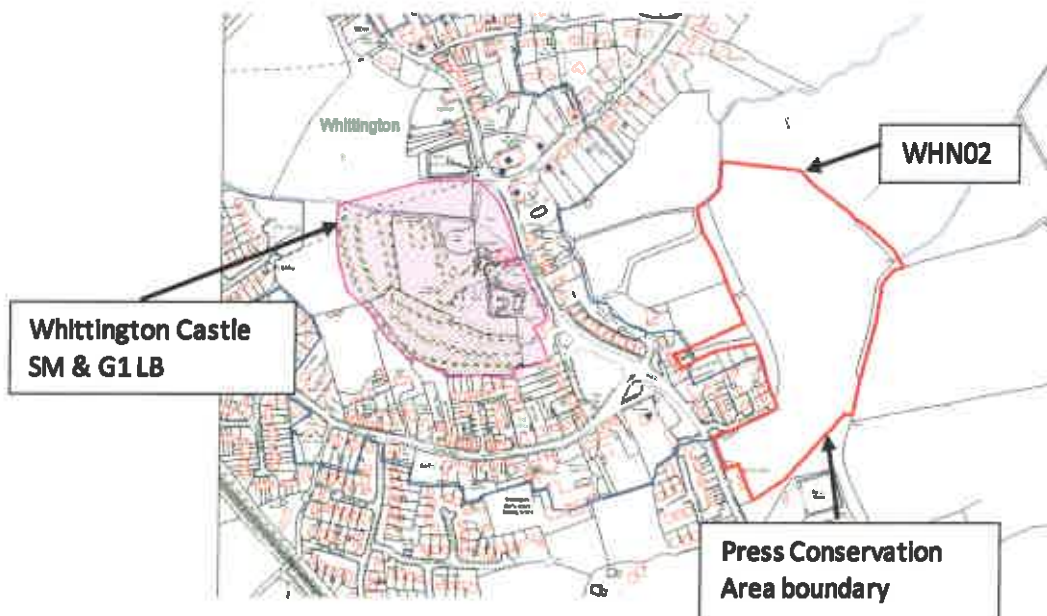 Whittington
WHN02
Whittington Castle
SM & G1 LB
Press Conservation
Area boundary